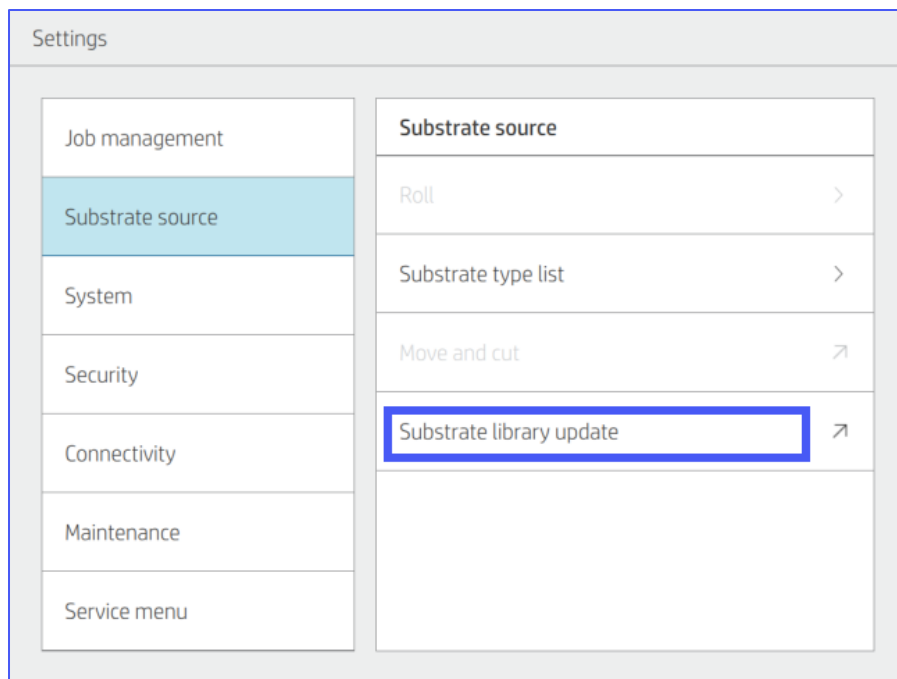 Settings
Job management
Substrate source
System
Security
Connectivity
Maintenance
Service menu
Substrate source
Roll
Substrate type list
Move and cut
Substrate library update